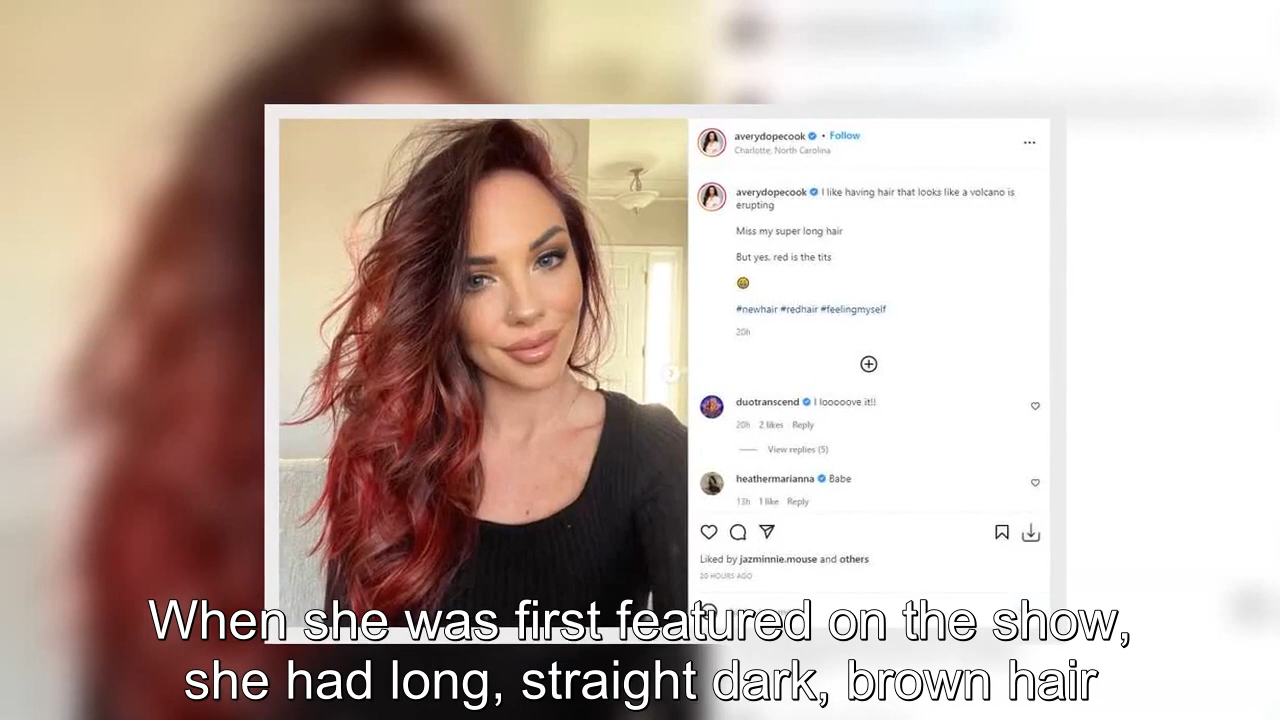 averydopecook • Follow
Charlotte, North Carolina
averydopecook I like having hair that looks like a volcano is
erupting
Miss my super long hair
But yes, red is the tits
#newhair #redhair #feelingmyself
20h
duotranscend I looooove it!!
20h 2 likes Reply
View replies (5)
heathermarianna Babe
13h 1 like Reply
Liked by jazminnie.mouse and others
20 HOURS AGO
When she was first featured on the show,
she had long, straight dark, brown hair